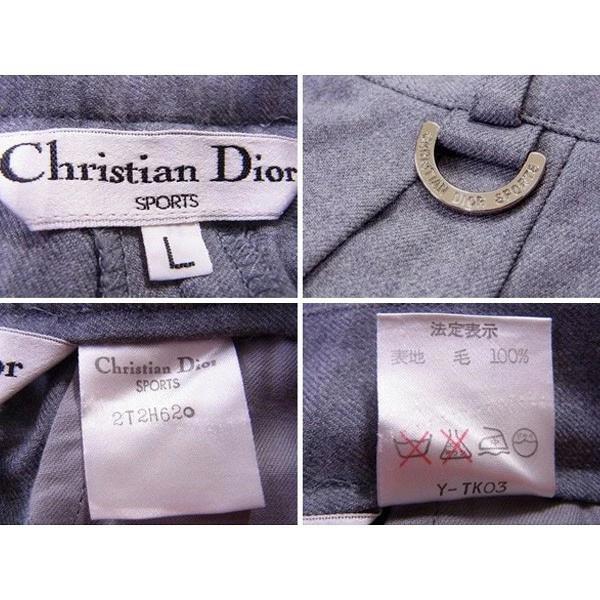 Christian Dior
SPORTS
L
CHRISTIAN DIOR SPORTS
or
Christian Dior
SPORTS
2T2H620
法定表示
表地 毛 100%
Y-TK03